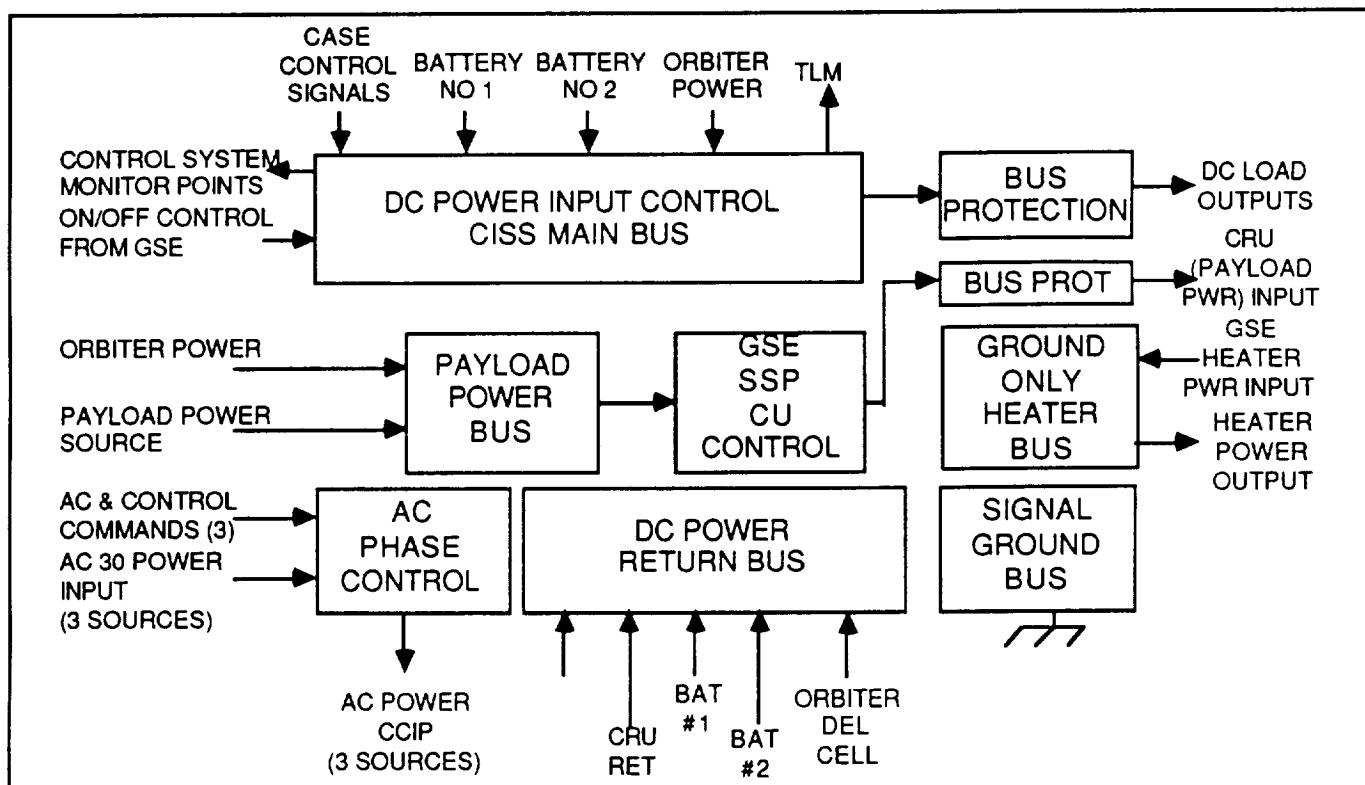 CASE
CONTROL
SIGNALS
BATTERY
NO 1
BATTERY
NO 2
ORBITER
POWER
TLM
CONTROL SYSTEM
MONITOR POINTS
ON/OFF CONTROL
FROM GSE
DC POWER INPUT CONTROL
CISS MAIN BUS
BUS
PROTECTION
DC LOAD
OUTPUTS
BUS PROT
CRU
(PAYLOAD
PWR) INPUT
ORBITER POWER
PAYLOAD POWER
SOURCE
PAYLOAD
POWER
BUS
GSE
SSP
CU
CONTROL
GROUND
ONLY
HEATER
BUS
GSE
HEATER
PWR INPUT
HEATER
POWER
OUTPUT
AC & CONTROL
COMMANDS (3)
AC 30 POWER
INPUT
(3 SOURCES)
AC
PHASE
CONTROL
DC POWER
RETURN BUS
SIGNAL
GROUND
BUS
AC POWER
CCIP
(3 SOURCES)
CRU
RET
BAT
#1
BAT
#2
ORBITER
DEL
CELL